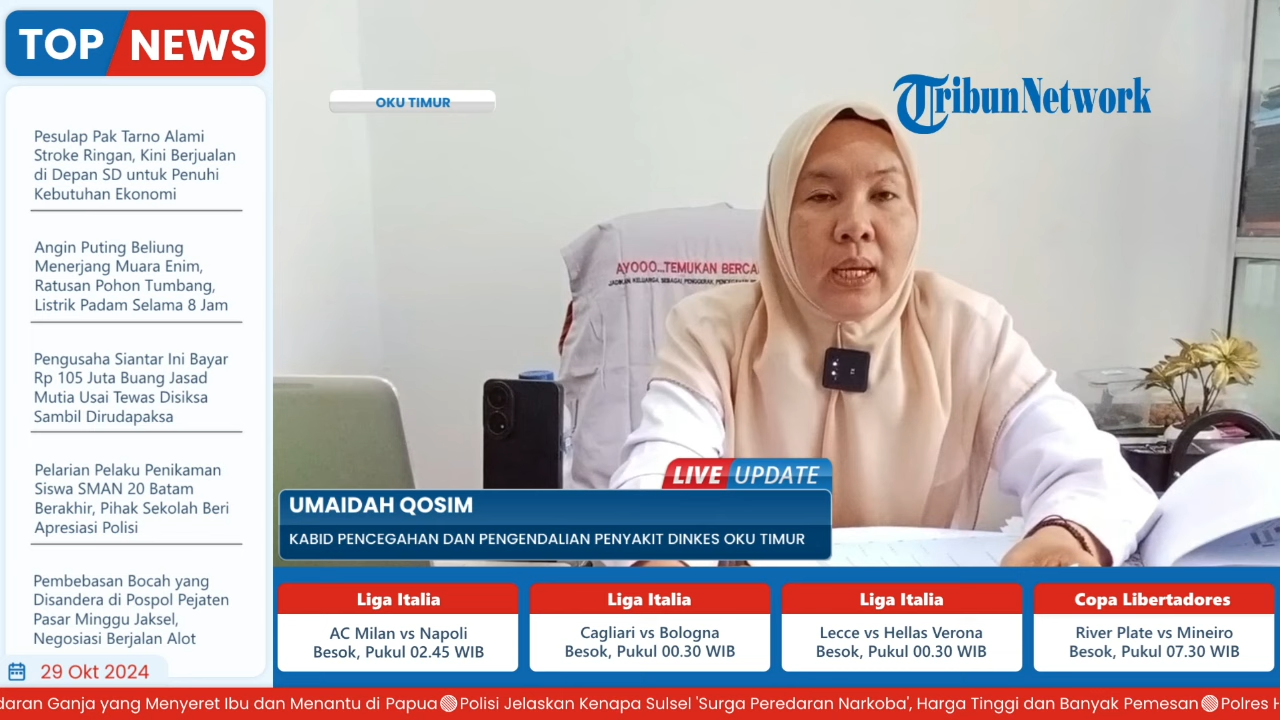 TOP NEWS
Pesulap Pak Tarno Alami
Stroke Ringan, Kini Berjualan
di Depan SD untuk Penuhi
Kebutuhan Ekonomi
Angin Puting Beliung
Menerjang Muara Enim,
Ratusan Pohon Tumbang,
Listrik Padam Selama 8 Jam
Pengusaha Siantar Ini Bayar
Rp 105 Juta Buang Jasad
Mutia Usai Tewas Disiksa
Sambil Dirudapaksa
Pelarian Pelaku Penikaman
Siswa SMAN 20 Batam
Berakhir, Pihak Sekolah Beri
Apresiasi Polisi
Pembebasan Bocah yang
Disandera di Pospol Pejaten
Pasar Minggu Jaksel,
Negosiasi Berjalan Alot
29 Okt 2024
OKU TIMUR
TribunNetwork
AYOOO...TEMUKAN BERCA
LIVE UPDATE
UMAIDAH QOSIM
KABID PENCEGAHAN DAN PENGENDALIAN PENYAKIT DINKES OKU TIMUR
Liga Italia
AC Milan vs Napoli
Besok, Pukul 02.45 WIB
Liga Italia
Cagliari vs Bologna
Besok, Pukul 00.30 WIB
Liga Italia
Lecce vs Hellas Verona
Besok, Pukul 00.30 WIB
Copa Libertadores
River Plate vs Mineiro
Besok, Pukul 07.30 WIB
daran Ganja yang Menyeret Ibu dan Menantu di Papua Polisi Jelaskan Kenapa Sulsel 'Surga Peredaran Narkoba', Harga Tinggi dan Banyak Pemesan Polres H